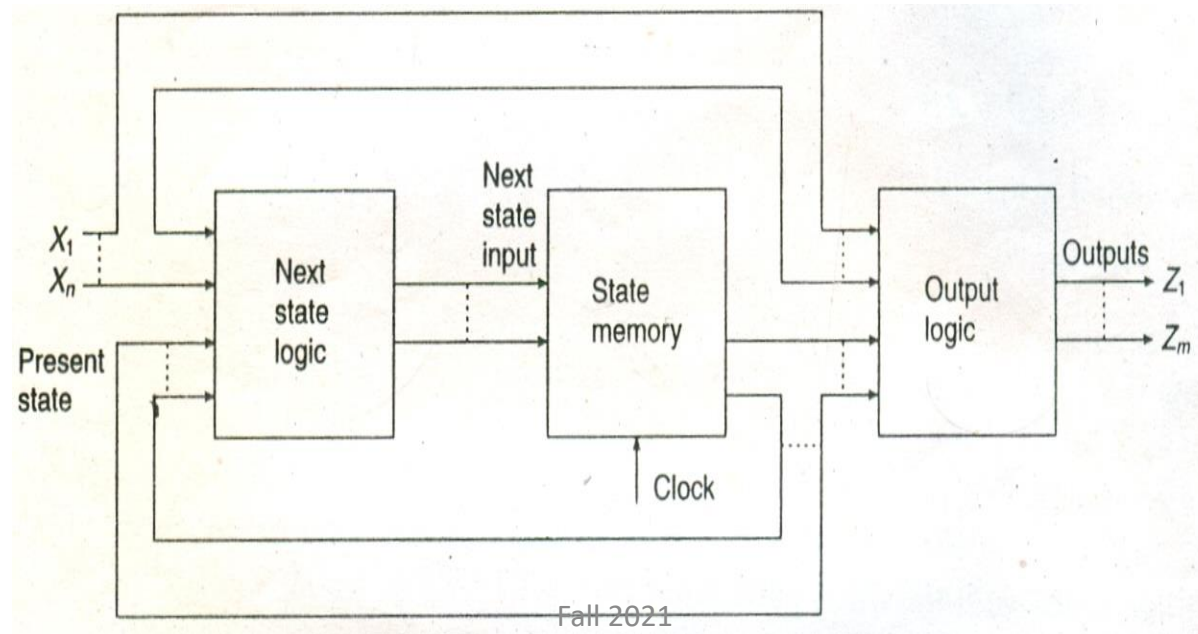 X₁
Xₙ
Present
state
Next
state
logic
Next
state
input
State
memory
Clock
Output
logic
Outputs
Z₁
Zₘ
Fall 2021